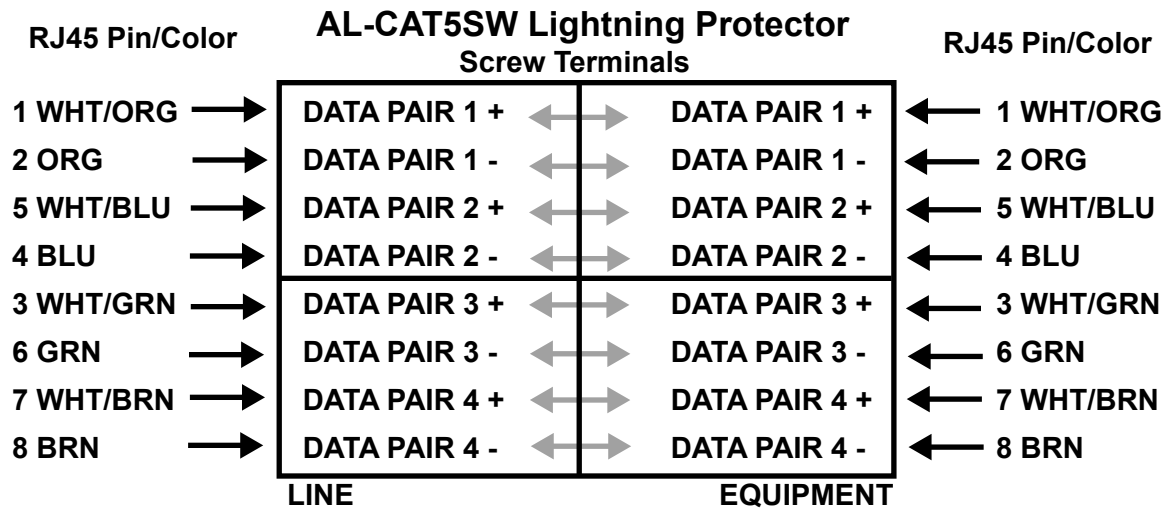 AL-CAT5SW Lightning Protector
RJ45 Pin/Color Screw Terminals RJ45 Pin/Color
1 WHT/ORG DATA PAIR 1 + DATA PAIR 1 + 1 WHT/ORG
2 ORG DATA PAIR 1 - DATA PAIR 1 - 2 ORG
5 WHT/BLU DATA PAIR 2 + DATA PAIR 2 + 5 WHT/BLU
4 BLU DATA PAIR 2 - DATA PAIR 2 - 4 BLU
3 WHT/GRN DATA PAIR 3 + DATA PAIR 3 + 3 WHT/GRN
6 GRN DATA PAIR 3 - DATA PAIR 3 - 6 GRN
7 WHT/BRN DATA PAIR 4 + DATA PAIR 4 + 7 WHT/BRN
8 BRN DATA PAIR 4 - DATA PAIR 4 - 8 BRN
LINE EQUIPMENT